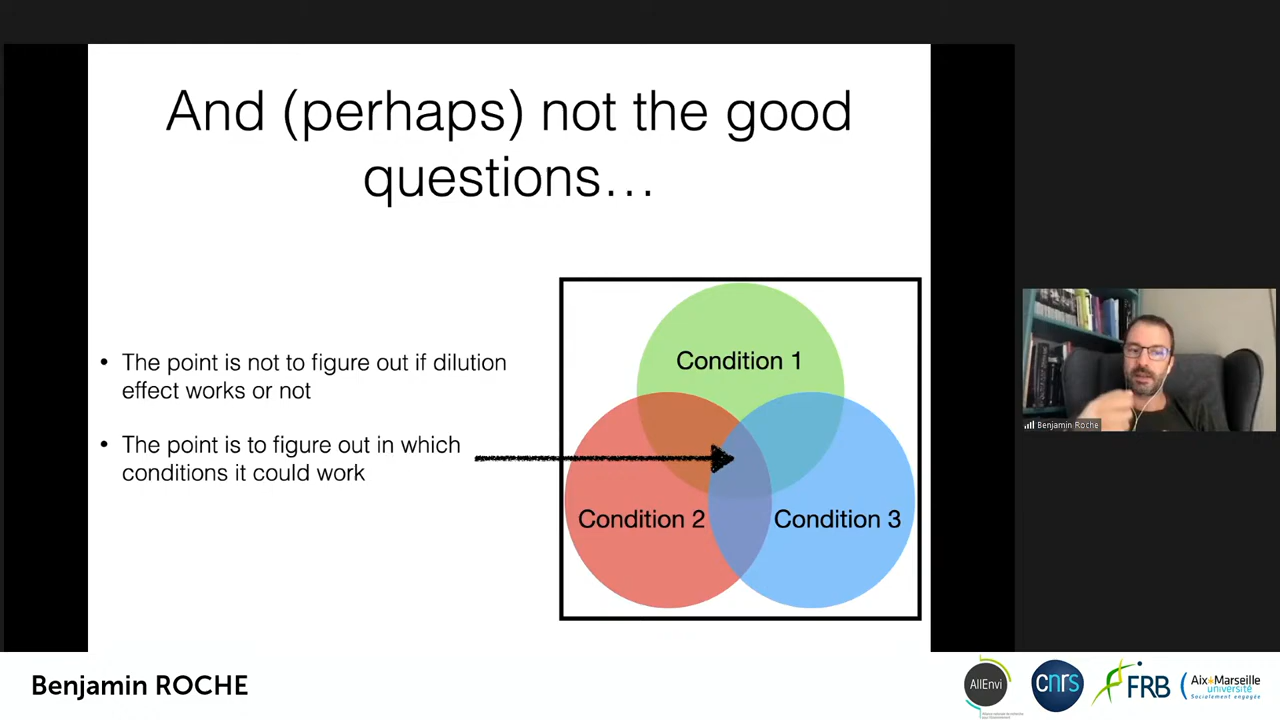 And (perhaps) not the good
questions…
• The point is not to figure out if dilution
effect works or not
• The point is to figure out in which
conditions it could work
Condition 1
Condition 2
Condition 3
Benjamin Roche
Benjamin ROCHE
AllEnvi
cnrs
FRB
Aix*Marseille
université
Socialement engagée